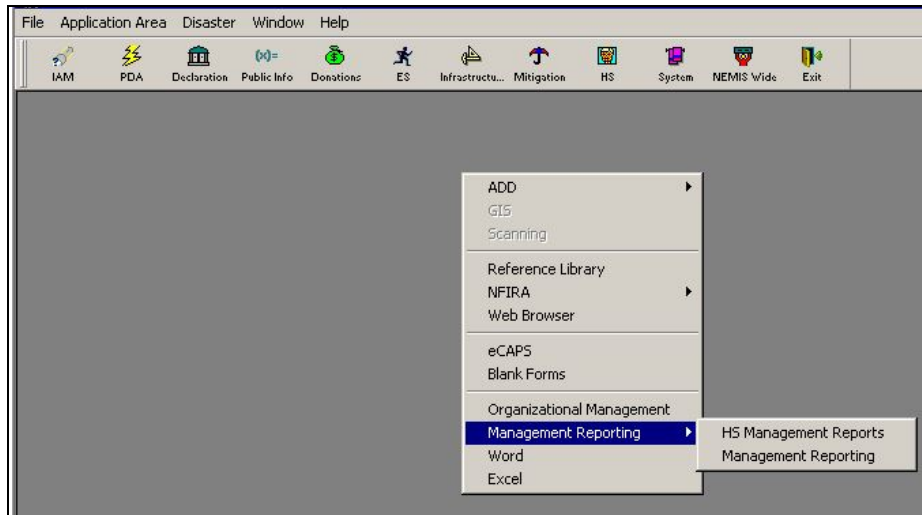 File Application Area Disaster Window Help
IAM PDA Declaration Public Info Donations ES Infrastructu... Mitigation HS System NEMIS Wide Exit
ADD
GIS
Scanning
Reference Library
NFIRA
Web Browser
eCAPS
Blank Forms
Organizational Management
Management Reporting HS Management Reports
Word Management Reporting
Excel